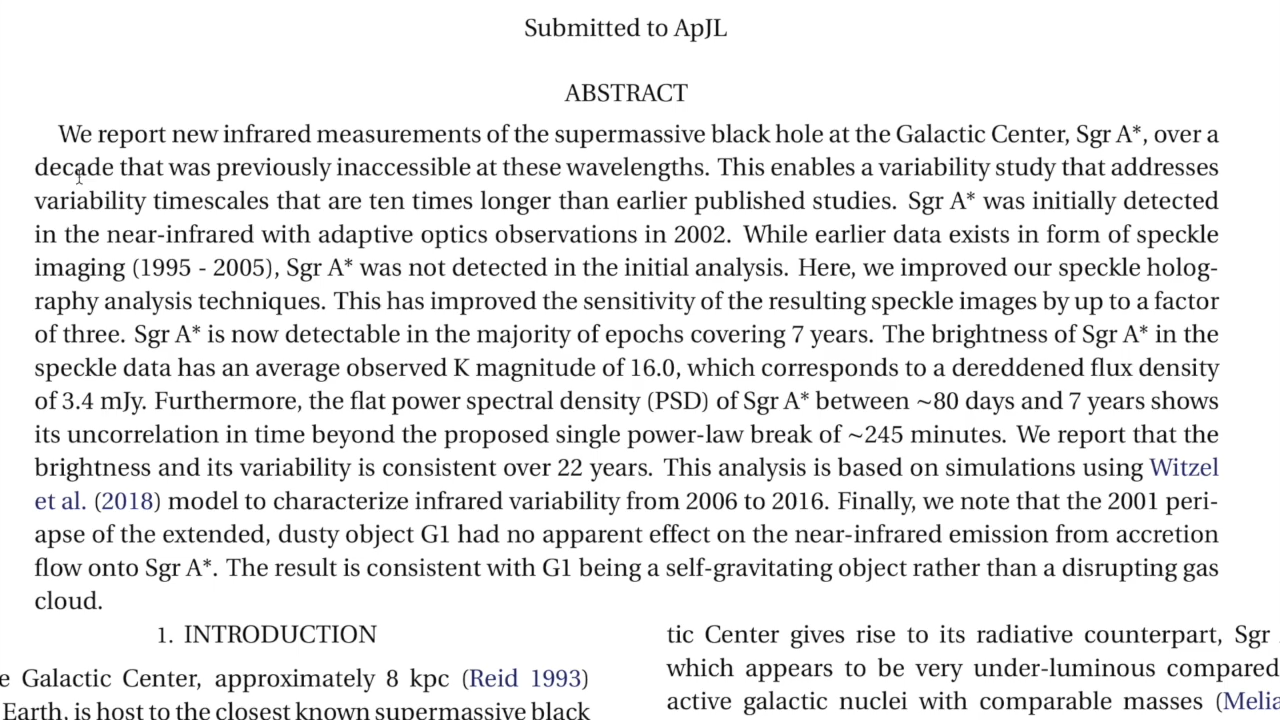 Submitted to ApJL
ABSTRACT
We report new infrared measurements of the supermassive black hole at the Galactic Center, Sgr A*, over a
decade that was previously inaccessible at these wavelengths. This enables a variability study that addresses
variability timescales that are ten times longer than earlier published studies. Sgr A* was initially detected
in the near-infrared with adaptive optics observations in 2002. While earlier data exists in form of speckle
imaging (1995 - 2005), Sgr A* was not detected in the initial analysis. Here, we improved our speckle holog-
raphy analysis techniques. This has improved the sensitivity of the resulting speckle images by up to a factor
of three. Sgr A* is now detectable in the majority of epochs covering 7 years. The brightness of Sgr A* in the
speckle data has an average observed K magnitude of 16.0, which corresponds to a dereddened flux density
of 3.4 mJy. Furthermore, the flat power spectral density (PSD) of Sgr A* between ~80 days and 7 years shows
its uncorrelation in time beyond the proposed single power-law break of ~245 minutes. We report that the
brightness and its variability is consistent over 22 years. This analysis is based on simulations using Witzel
et al. (2018) model to characterize infrared variability from 2006 to 2016. Finally, we note that the 2001 peri-
apse of the extended, dusty object G1 had no apparent effect on the near-infrared emission from accretion
flow onto Sgr A*. The result is consistent with G1 being a self-gravitating object rather than a disrupting gas
cloud.
1. INTRODUCTION
e Galactic Center, approximately 8 kpc (Reid 1993)
Earth, is host to the closest known supermassive black
tic Center gives rise to its radiative counterpart, Sgr
which appears to be very under-luminous compared
active galactic nuclei with comparable masses (Melia